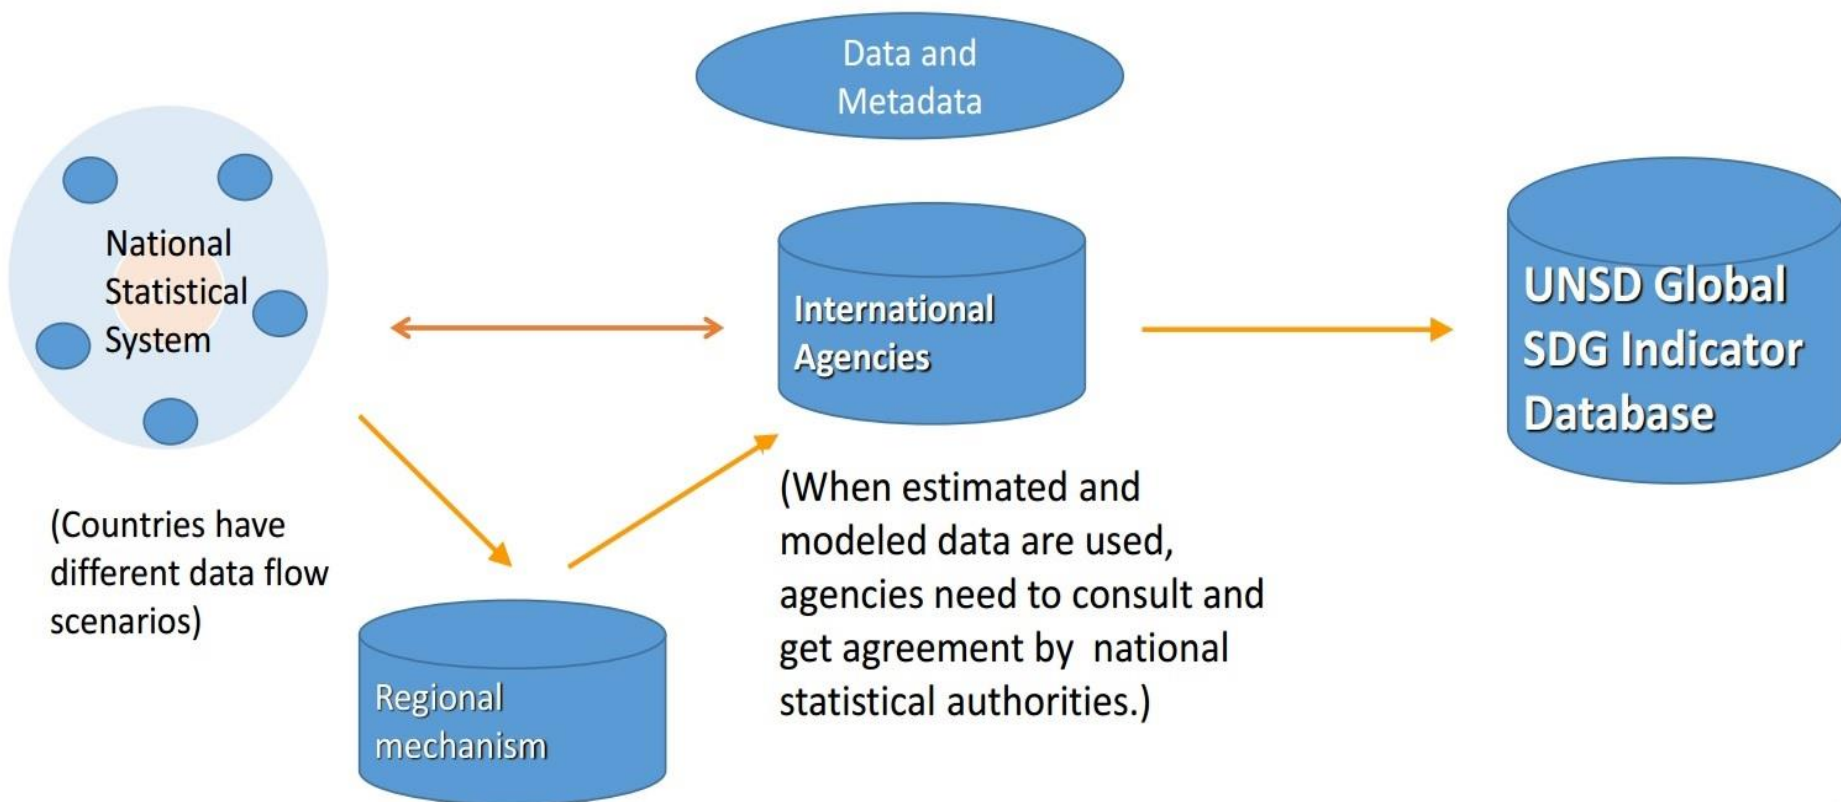 Data and
Metadata
National
Statistical
System
International
Agencies
UNSD Global
SDG Indicator
Database
(Countries have
different data flow
scenarios)
(When estimated and
modeled data are used,
agencies need to consult and
get agreement by  national
statistical authorities.)
Regional
mechanism